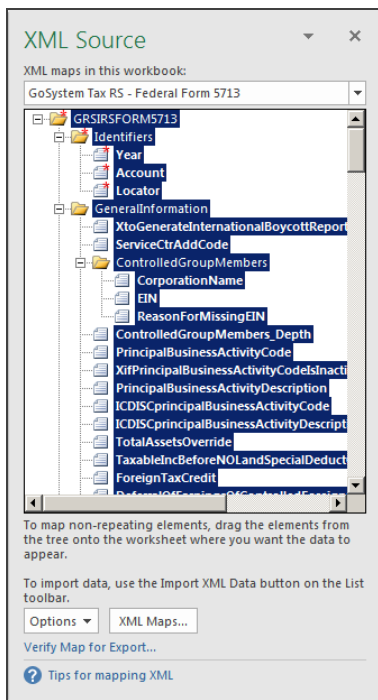 XML Source
XML maps in this workbook:
GoSystem Tax RS - Federal Form 5713
GRSIRSFORM5713
Identifiers
Year
Account
Locator
GeneralInformation
XtoGenerateInternationalBoycottReport
ServiceCtrAddCode
ControlledGroupMembers
CorporationName
EIN
ReasonForMissingEIN
ControlledGroupMembers_Depth
PrincipalBusinessActivityCode
XifPrincipalBusinessActivityCodeIsInacti
PrincipalBusinessActivityDescription
ICDISCprincipalBusinessActivityCode
ICDISCprincipalBusinessActivityDescript
TotalAssetsOverride
TaxableIncBeforeNOLandSpecialDeduct
ForeignTaxCredit
DeferralOfEarningsOfControlledForeign
To map non-repeating elements, drag the elements from
the tree onto the worksheet where you want the data to
appear.
To import data, use the Import XML Data button on the List
toolbar.
Options
XML Maps...
Verify Map for Export...
Tips for mapping XML